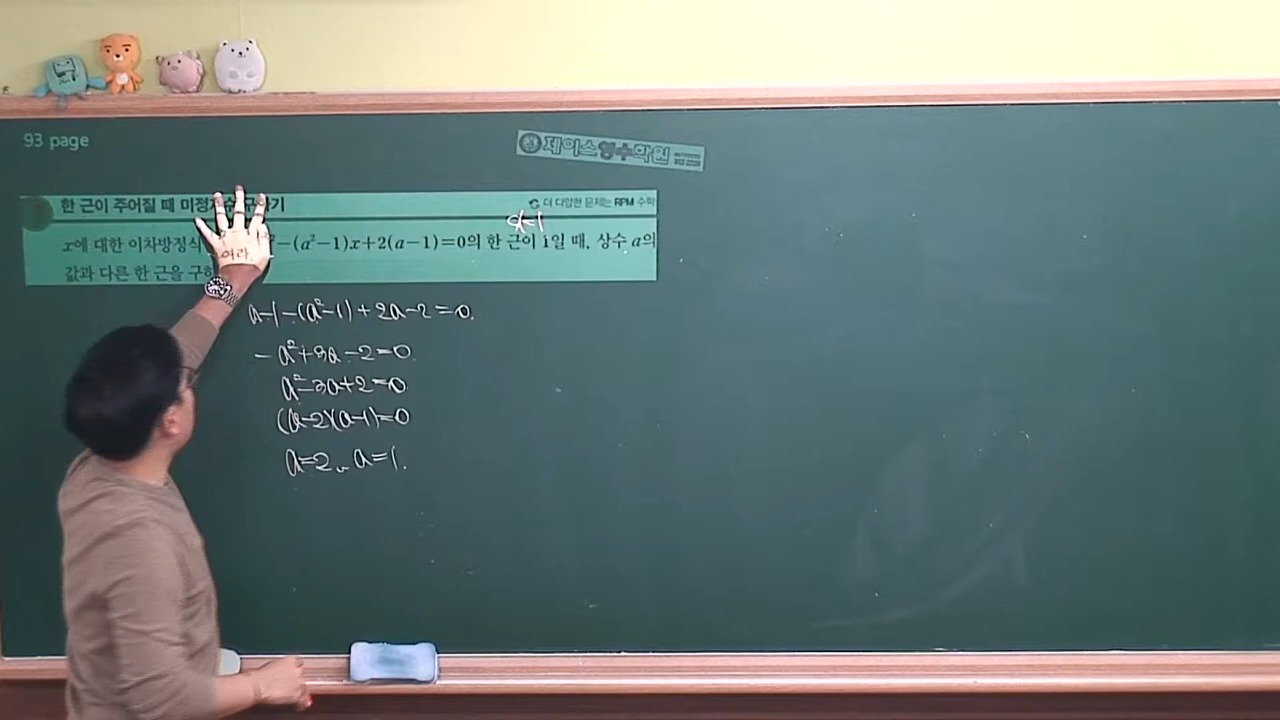 93 page
제이스영수학원
한 근이 주어질 때 미정계수 구하기
더 다양한 문제는 RPM 수학
x=1
x에 대한 이차방정식 -(a²-1)x+2(a-1)=0의 한 근이 1일 때, 상수 a의
값과 다른 한 근을 구하여라.
a-1-(a²-1)+2a-2=0.
-a²+3a-2=0.
a²-3a+2=0.
(a-2)(a-1)=0
a=2, a=1.